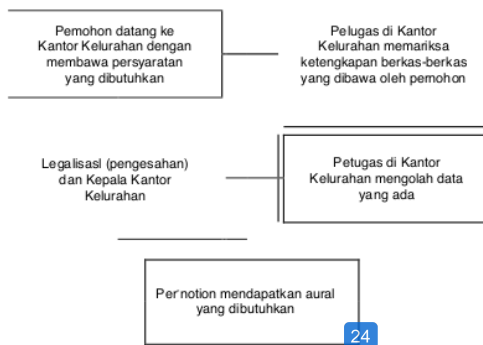 Pemohon datang ke
Kantor Kelurahan dengan
membawa persyaratan
yang dibutuhkan
Pelugas di Kantor
Kelurahan memariksa
ketengkapan berkas-berkas
yang dibawa oleh pemohon
Legalisasl (pengesahan)
dan Kepala Kantor
Kelurahan
Petugas di Kantor
Kelurahan mengolah data
yang ada
Per'notion mendapatkan aural
yang dibutuhkan
24